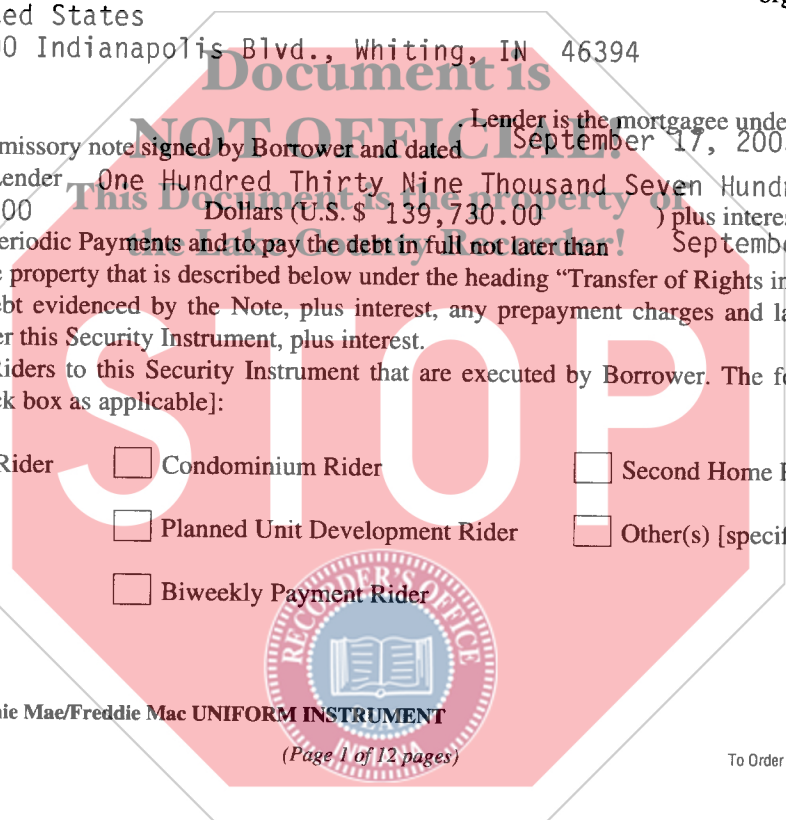 ed States
0 Indianapolis Blvd., Whiting, IN 46394
Document is
NOT OFFICIAL!
This Document is the property of
the Lake County Recorder!
. Lender is the mortgagee unde
missory note signed by Borrower and dated September 17, 200
ender One Hundred Thirty Nine Thousand Seven Hund
00 Dollars (U.S. $ 139,730.00 ) plus interes
eriodic Payments and to pay the debt in full not later than Septemb
e property that is described below under the heading “Transfer of Rights in
bt evidenced by the Note, plus interest, any prepayment charges and la
er this Security Instrument, plus interest.
iders to this Security Instrument that are executed by Borrower. The fo
ck box as applicable]:
STOP
Rider Condominium Rider Second Home
Planned Unit Development Rider Other(s) [specif
Biweekly Payment Rider
RECORDER'S OFFICE
nie Mae/Freddie Mac UNIFORM INSTRUMENT
INDIANA
(Page 1 of 12 pages)
To Order